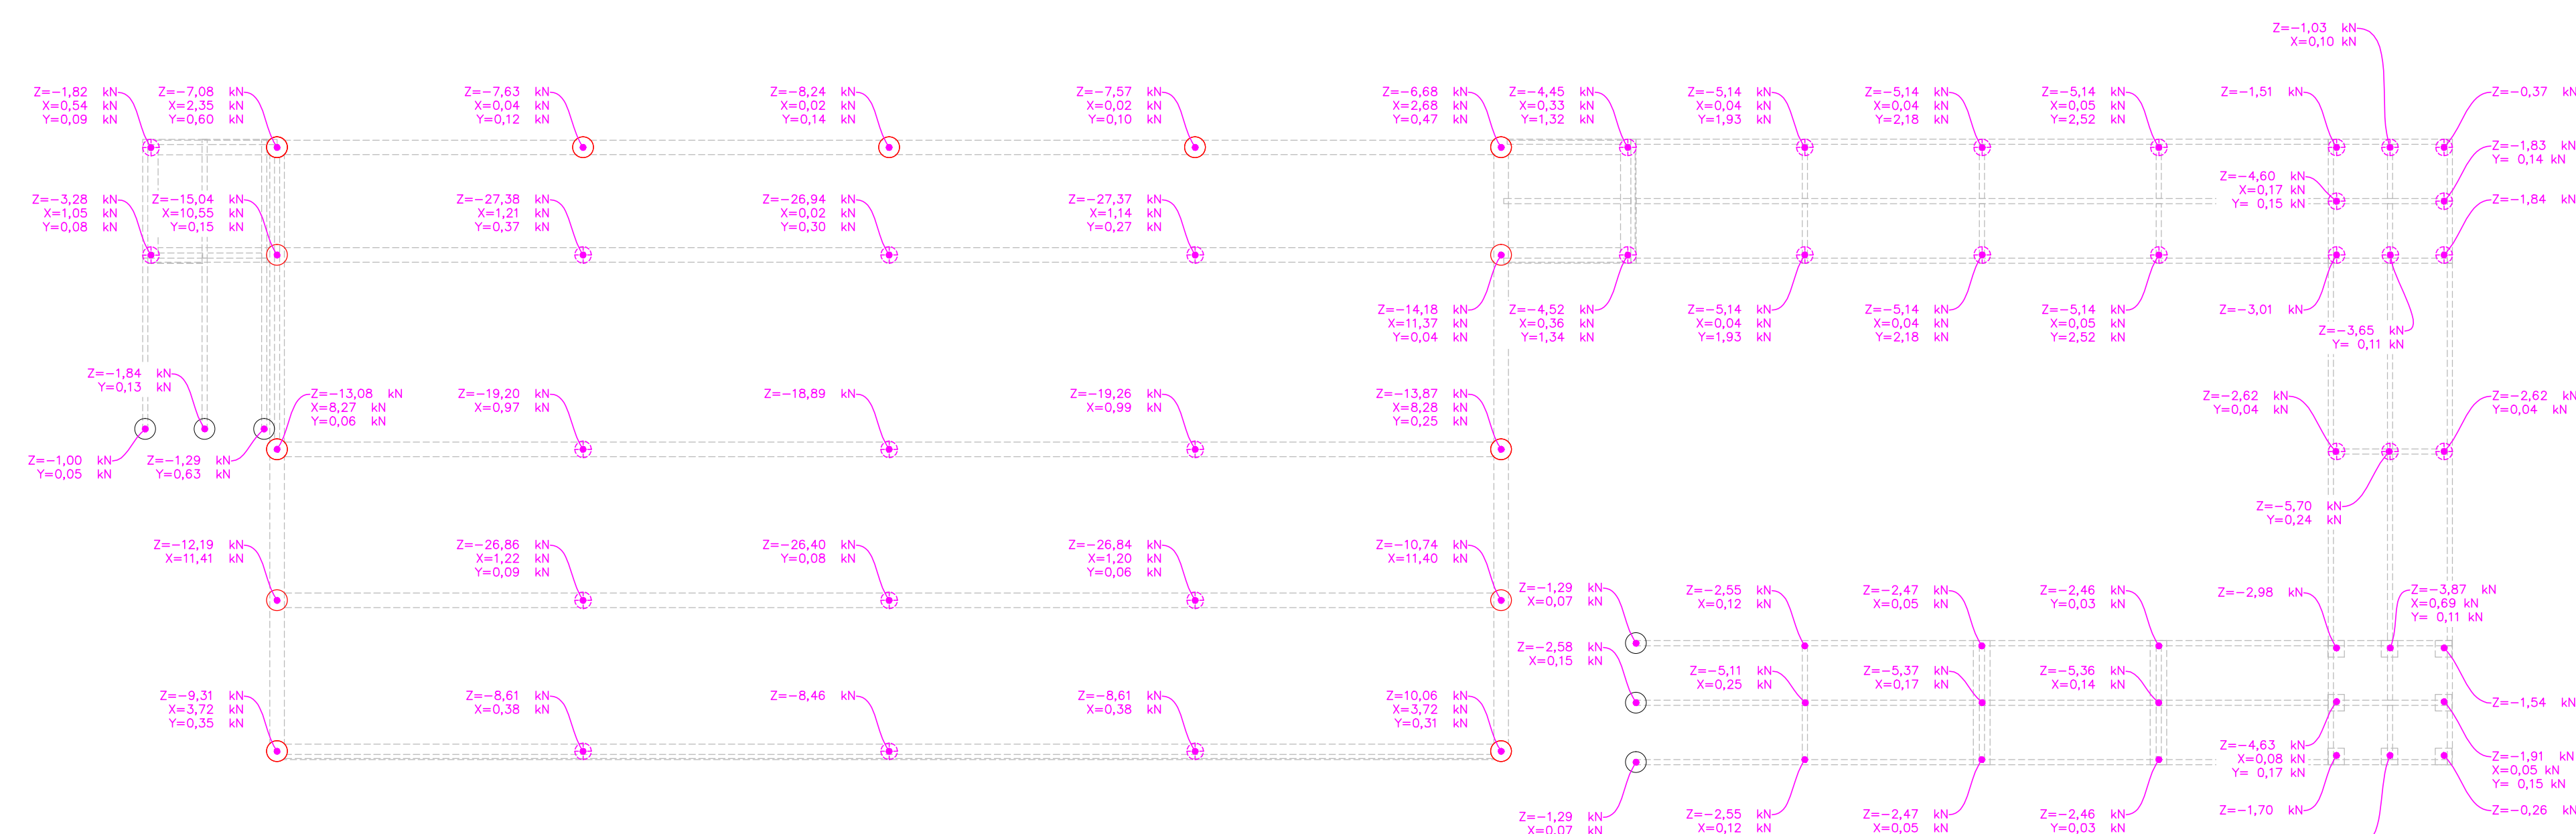 Z=-1,03 kN
X=0,10 kN
Z=-1,82 kN
X=0,54 kN
Y=0,09 kN
Z=-7,08 kN
X=2,35 kN
Y=0,60 kN
Z=-7,63 kN
X=0,04 kN
Y=0,12 kN
Z=-8,24 kN
X=0,02 kN
Y=0,14 kN
Z=-7,57 kN
X=0,02 kN
Y=0,10 kN
Z=-6,68 kN
X=2,68 kN
Y=0,47 kN
Z=-4,45 kN
X=0,33 kN
Y=1,32 kN
Z=-5,14 kN
X=0,04 kN
Y=1,93 kN
Z=-5,14 kN
X=0,04 kN
Y=2,18 kN
Z=-5,14 kN
X=0,05 kN
Y=2,52 kN
Z=-1,51 kN
Z=-0,37 kN
Z=-1,83 kN
Y= 0,14 kN
Z=-4,60 kN
X=0,17 kN
Y= 0,15 kN
Z=-1,84 kN
Z=-3,28 kN
X=1,05 kN
Y=0,08 kN
Z=-15,04 kN
X=10,55 kN
Y=0,15 kN
Z=-27,38 kN
X=1,21 kN
Y=0,37 kN
Z=-26,94 kN
X=0,02 kN
Y=0,30 kN
Z=-27,37 kN
X=1,14 kN
Y=0,27 kN
Z=-14,18 kN
X=11,37 kN
Y=0,04 kN
Z=-4,52 kN
X=0,36 kN
Y=1,34 kN
Z=-5,14 kN
X=0,04 kN
Y=1,93 kN
Z=-5,14 kN
X=0,04 kN
Y=2,18 kN
Z=-5,14 kN
X=0,05 kN
Y=2,52 kN
Z=-3,01 kN
Z=-3,65 kN
Y= 0,11 kN
Z=-1,84 kN
Y=0,13 kN
Z=-13,08 kN
X=8,27 kN
Y=0,06 kN
Z=-19,20 kN
X=0,97 kN
Z=-18,89 kN
Z=-19,26 kN
X=0,99 kN
Z=-13,87 kN
X=8,28 kN
Y=0,25 kN
Z=-2,62 kN
Y=0,04 kN
Z=-2,62 kN
Y=0,04 kN
Z=-1,00 kN
Y=0,05 kN
Z=-1,29 kN
Y=0,63 kN
Z=-5,70 kN
Y=0,24 kN
Z=-12,19 kN
X=11,41 kN
Z=-26,86 kN
X=1,22 kN
Y=0,09 kN
Z=-26,40 kN
Y=0,08 kN
Z=-26,84 kN
X=1,20 kN
Y=0,06 kN
Z=-10,74 kN
X=11,40 kN
Z=-1,29 kN
X=0,07 kN
Z=-2,55 kN
X=0,12 kN
Z=-2,47 kN
X=0,05 kN
Z=-2,46 kN
Y=0,03 kN
Z=-2,98 kN
Z=-3,87 kN
X=0,69 kN
Y= 0,11 kN
Z=-2,58 kN
X=0,15 kN
Z=-5,11 kN
X=0,25 kN
Z=-5,37 kN
X=0,17 kN
Z=-5,36 kN
X=0,14 kN
Z=-1,54 kN
Z=-9,31 kN
X=3,72 kN
Y=0,35 kN
Z=-8,61 kN
X=0,38 kN
Z=-8,46 kN
Z=-8,61 kN
X=0,38 kN
Z=10,06 kN
X=3,72 kN
Y=0,31 kN
Z=-4,63 kN
X=0,08 kN
Y= 0,17 kN
Z=-1,91 kN
X=0,05 kN
Y= 0,15 kN
Z=-1,29 kN
X=0,07 kN
Z=-2,55 kN
X=0,12 kN
Z=-2,47 kN
X=0,05 kN
Z=-2,46 kN
Y=0,03 kN
Z=-1,70 kN
Z=-0,26 kN